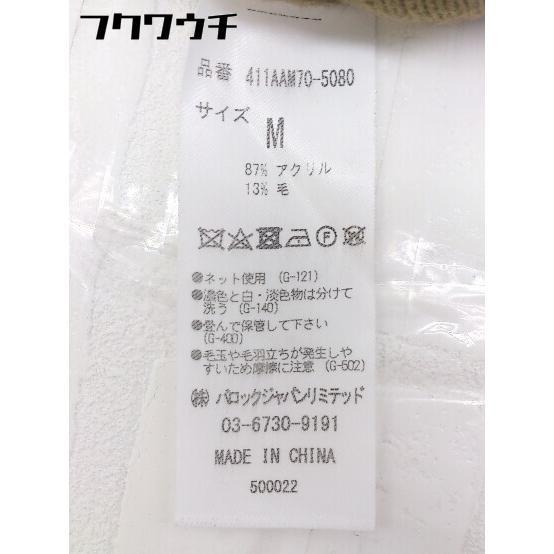 フクワウチ
品番 411AAM70-5080
サイズ
M
87% アクリル
13% 毛
●ネット使用 (G-121)
●濃色と白・淡色物は分けて
洗う (G-140)
●畳んで保管して下さい
(G-400)
●毛玉や毛羽立ちが発生しや
すいため摩擦に注意 (G-502)
㈱ バロックジャパンリミテッド
03-6730-9191
MADE IN CHINA
500022